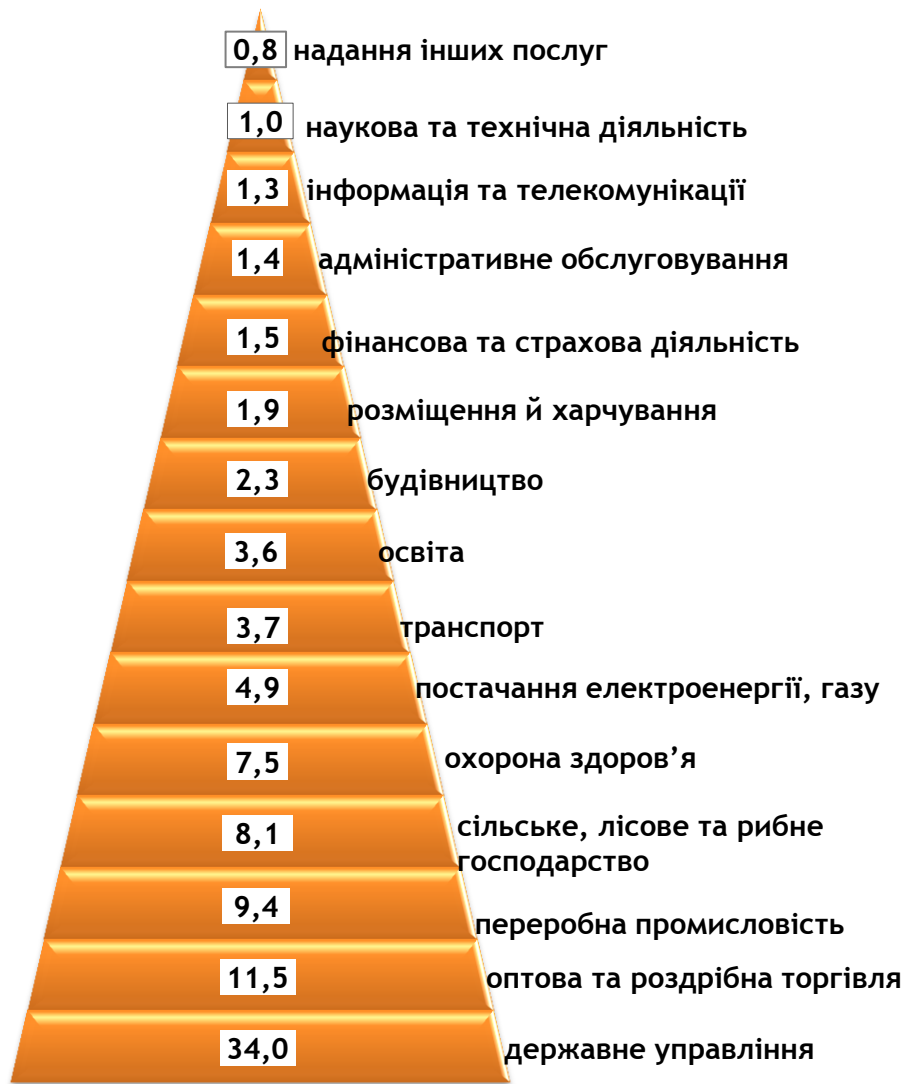 0,8 надання інших послуг
1,0 наукова та технічна діяльність
1,3 інформація та телекомунікації
1,4 адміністративне обслуговування
1,5 фінансова та страхова діяльність
1,9 розміщення й харчування
2,3 будівництво
3,6 освіта
3,7 транспорт
4,9 постачання електроенергії, газу
7,5 охорона здоров’я
8,1 сільське, лісове та рибне
господарство
9,4 переробна промисловість
11,5 оптова та роздрібна торгівля
34,0 державне управління